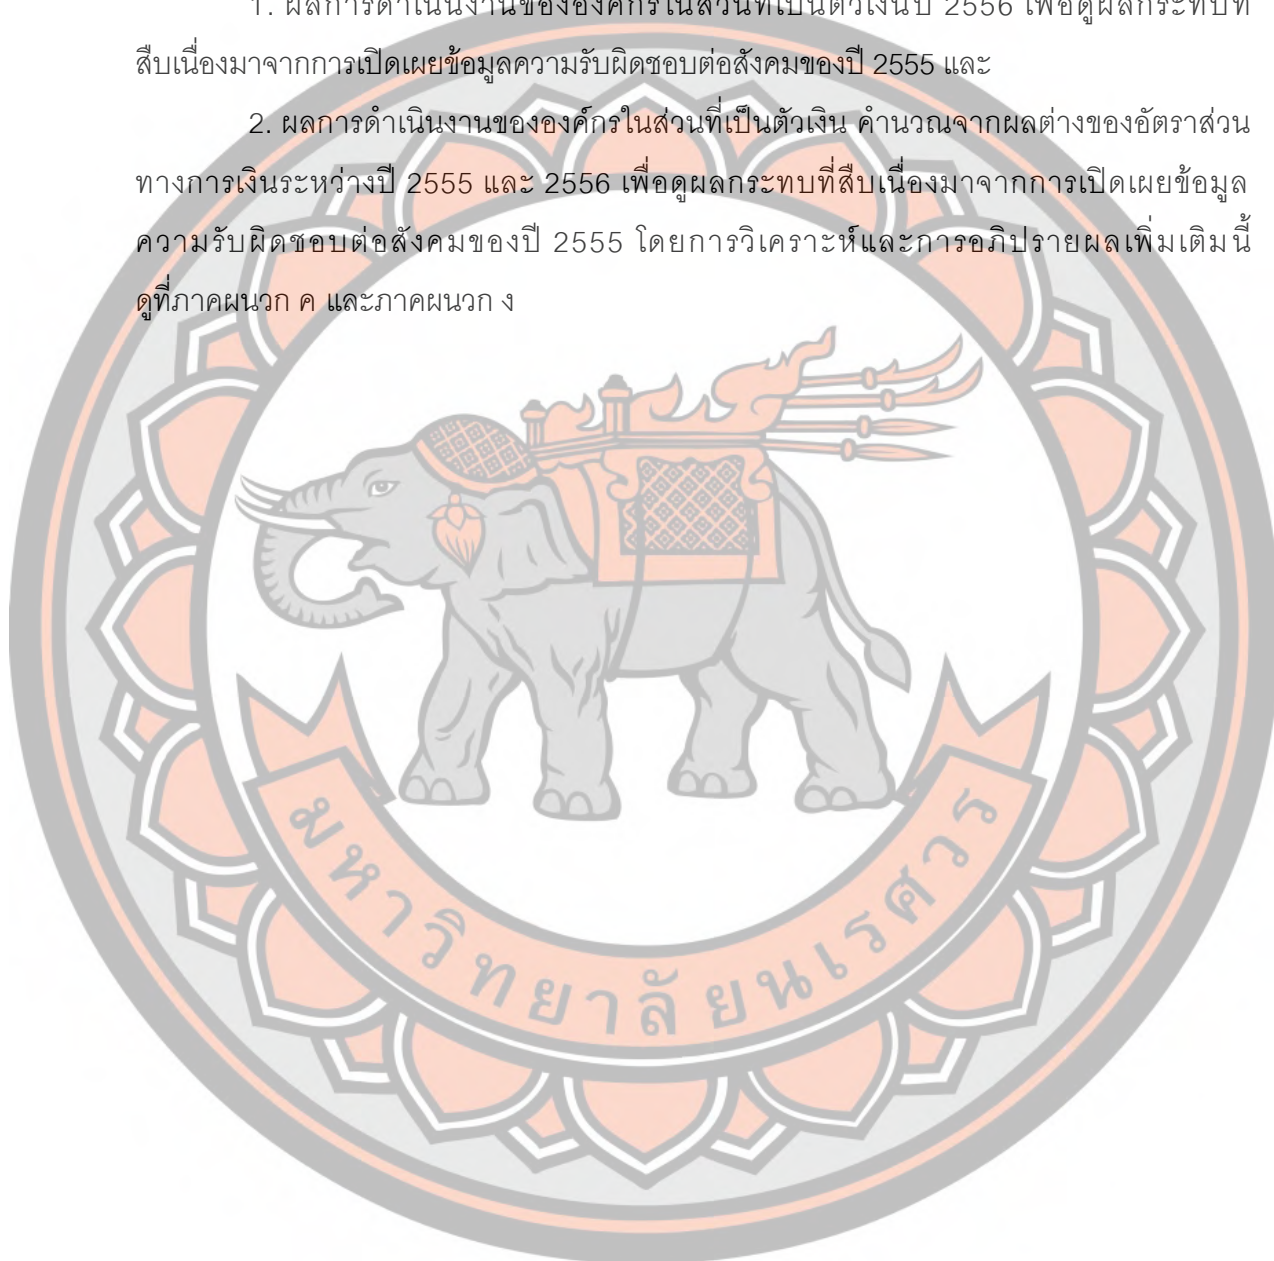 1. ผลการดำเนินงานขององค์กรในส่วนที่เป็นตัวเงินปี 2556 เพื่อดูผลกระทบที่
สืบเนื่องมาจากการเปิดเผยข้อมูลความรับผิดชอบต่อสังคมของปี 2555 และ
2. ผลการดำเนินงานขององค์กรในส่วนที่เป็นตัวเงิน คำนวณจากผลต่างของอัตราส่วน
ทางการเงินระหว่างปี 2555 และ 2556 เพื่อดูผลกระทบที่สืบเนื่องมาจากการเปิดเผยข้อมูล
ความรับผิดชอบต่อสังคมของปี 2555 โดยการวิเคราะห์และการอภิปรายผลเพิ่มเติมนี้
ดูที่ภาคผนวก ค และภาคผนวก ง
มหาวิทยาลัยนเรศวร